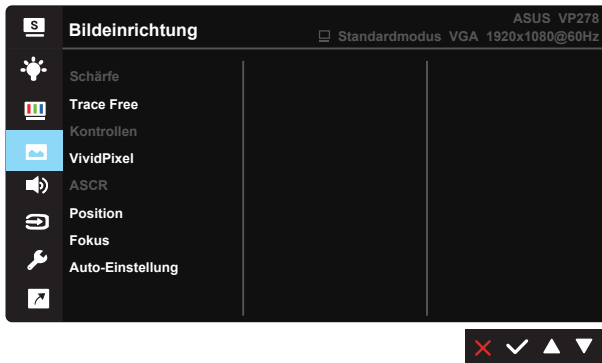 S
Bildeinrichtung
ASUS VP278
Standardmodus VGA 1920x1080@60Hz
Schärfe
Trace Free
Kontrollen
VividPixel
ASCR
Position
Fokus
Auto-Einstellung